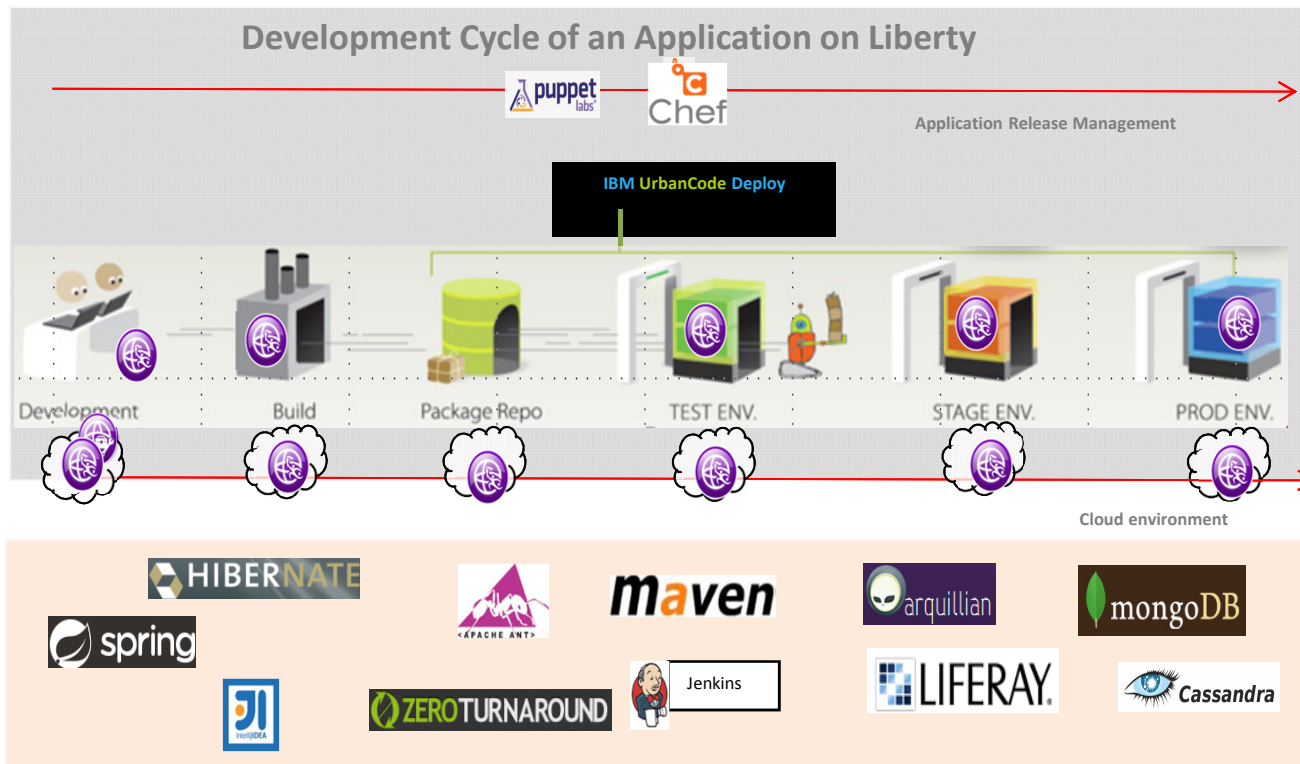 Development Cycle of an Application on Liberty
puppet
labs®
Chef
Application Release Management
IBM UrbanCode Deploy
Development
Build
Package Repo
TEST ENV.
STAGE ENV.
PROD ENV.
Cloud environment
HIBERNATE
spring
<APACHE ANT>
maven
arquillian
mongoDB
JI
IntelliJIDEA
ZEROTURNAROUND
Jenkins
LIFERAY.
Cassandra